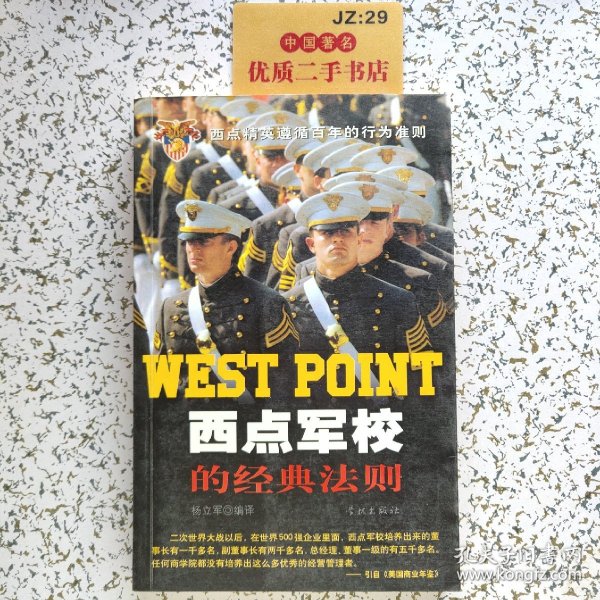 JZ:29
中国著名
优质二手书店
西点精英遵循百年的行为准则
WEST POINT
西点军校
的经典法则
杨立军◎编译
学林出版社
二次世界大战以后，在世界500强企业里面，西点军校培养出来的董
事长有一千多名，副董事长有两千多名，总经理、董事一级的有五千多名。
任何商学院都没有培养出这么多优秀的经营管理者。
—— 引自《美国商业年鉴》
孔夫子旧书网
www.kongfz.com